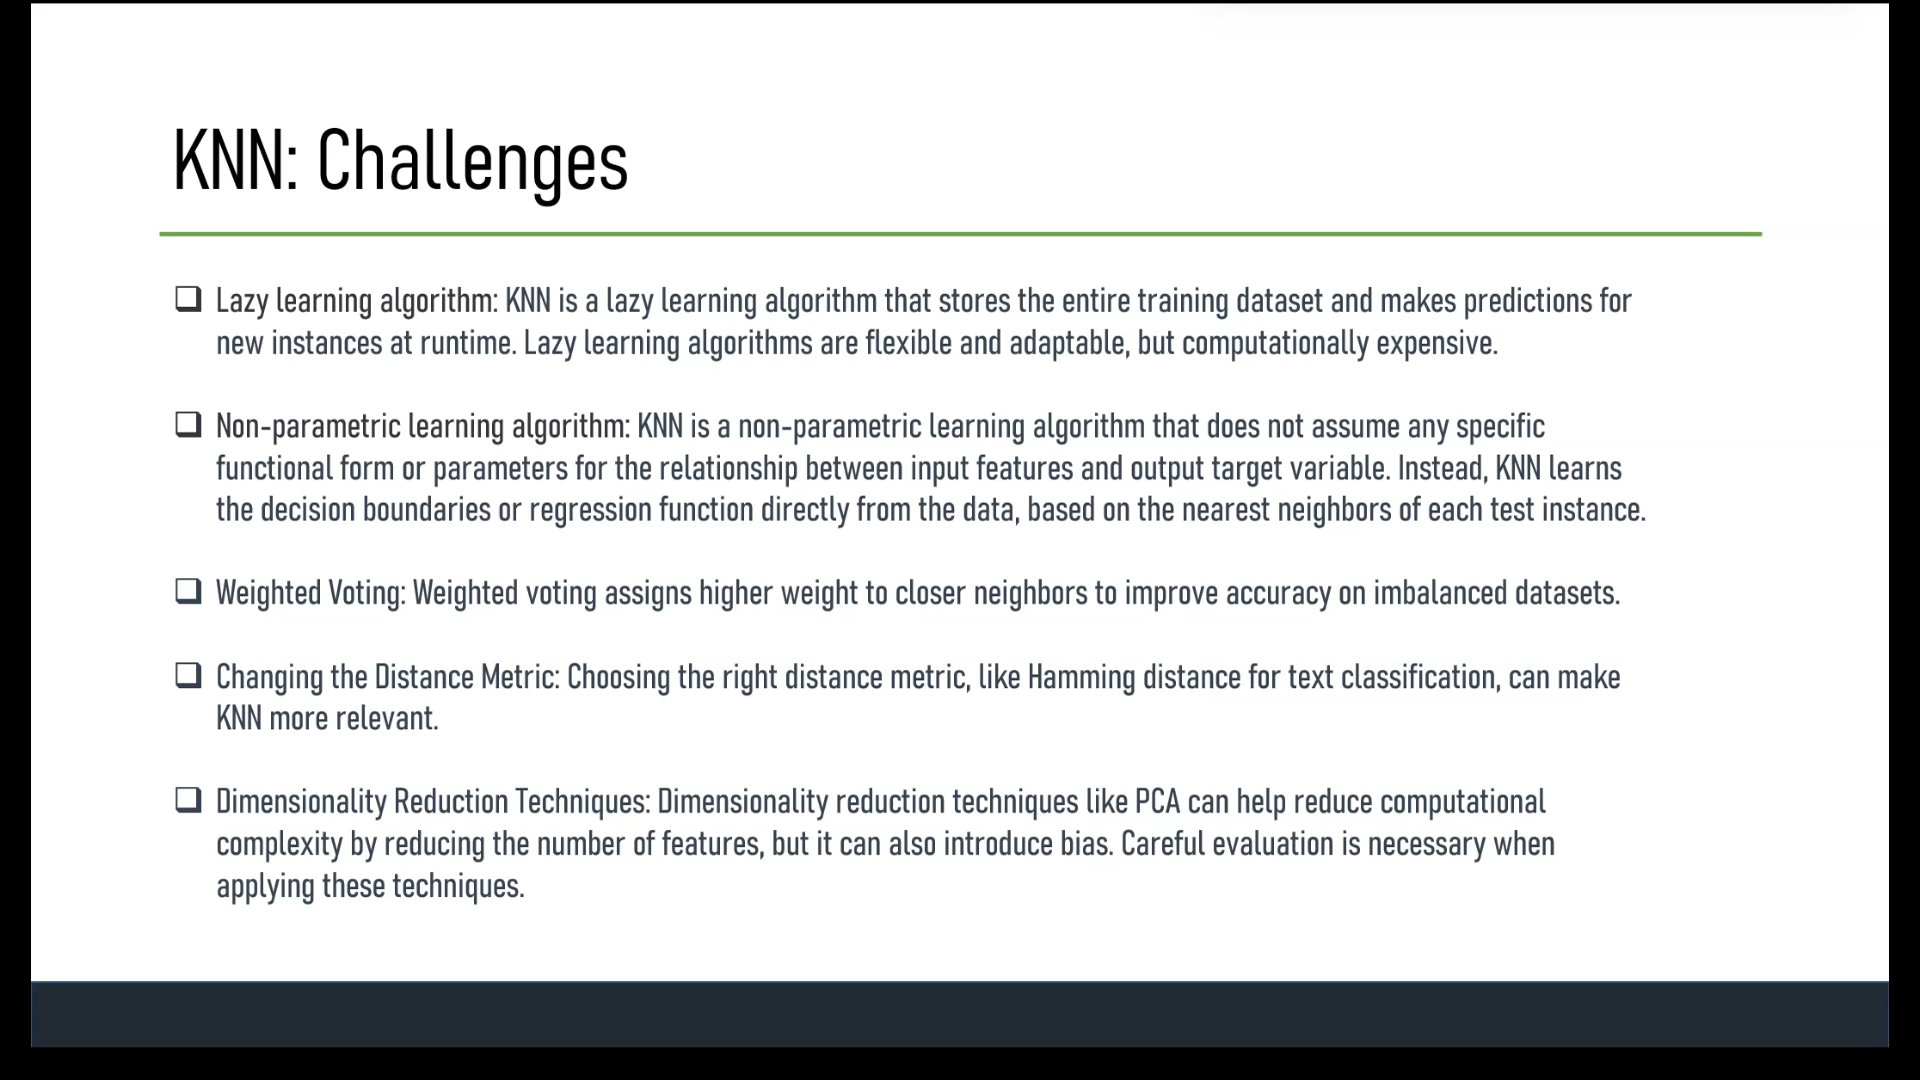 KNN: Challenges
❑ Lazy learning algorithm: KNN is a lazy learning algorithm that stores the entire training dataset and makes predictions for
new instances at runtime. Lazy learning algorithms are flexible and adaptable, but computationally expensive.
❑ Non-parametric learning algorithm: KNN is a non-parametric learning algorithm that does not assume any specific
functional form or parameters for the relationship between input features and output target variable. Instead, KNN learns
the decision boundaries or regression function directly from the data, based on the nearest neighbors of each test instance.
❑ Weighted Voting: Weighted voting assigns higher weight to closer neighbors to improve accuracy on imbalanced datasets.
❑ Changing the Distance Metric: Choosing the right distance metric, like Hamming distance for text classification, can make
KNN more relevant.
❑ Dimensionality Reduction Techniques: Dimensionality reduction techniques like PCA can help reduce computational
complexity by reducing the number of features, but it can also introduce bias. Careful evaluation is necessary when
applying these techniques.